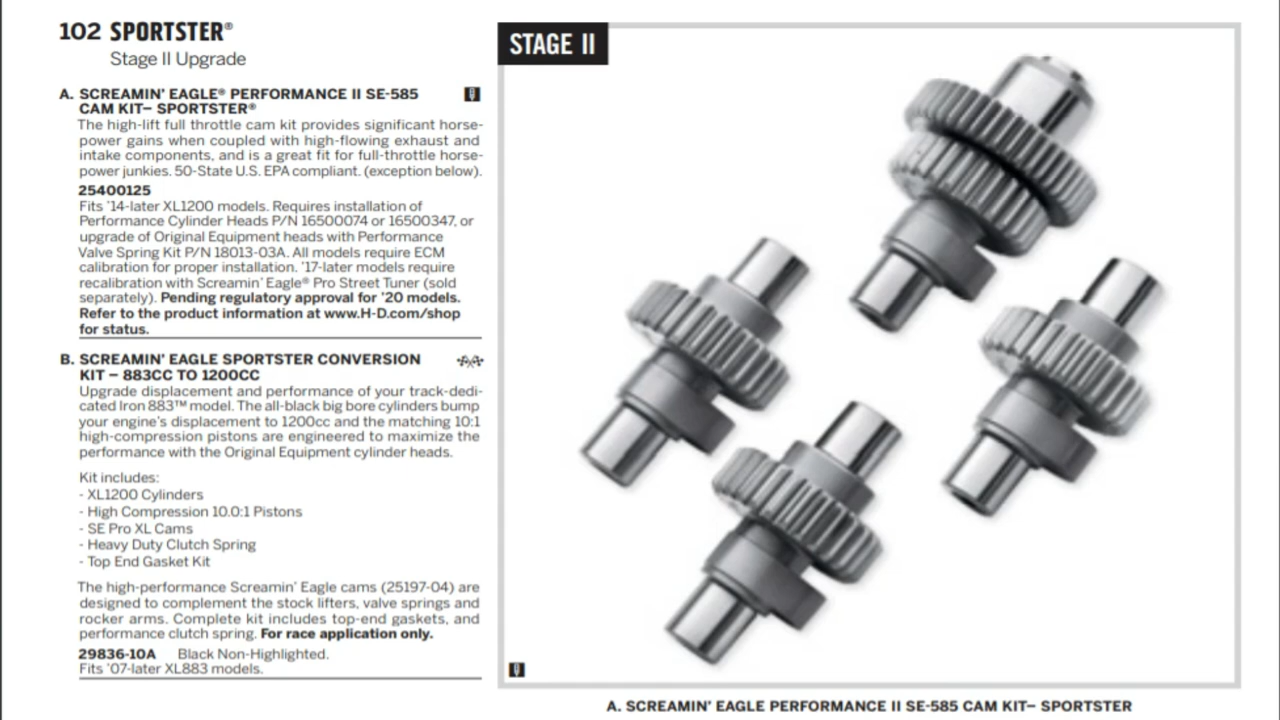 102 SPORTSTER®
Stage II Upgrade
A. SCREAMIN' EAGLE® PERFORMANCE II SE-585
CAM KIT– SPORTSTER®
The high-lift full throttle cam kit provides significant horse-
power gains when coupled with high-flowing exhaust and
intake components, and is a great fit for full-throttle horse-
power junkies. 50-State U.S. EPA compliant. (exception below).
25400125
Fits '14-later XL1200 models. Requires installation of
Performance Cylinder Heads P/N 16500074 or 16500347, or
upgrade of Original Equipment heads with Performance
Valve Spring Kit P/N 18013-03A. All models require ECM
calibration for proper installation. '17-later models require
recalibration with Screamin' Eagle® Pro Street Tuner (sold
separately). Pending regulatory approval for '20 models.
Refer to the product information at www.H-D.com/shop
for status.
B. SCREAMIN' EAGLE SPORTSTER CONVERSION
KIT – 883CC TO 1200CC
Upgrade displacement and performance of your track-dedi-
cated Iron 883™ model. The all-black big bore cylinders bump
your engine's displacement to 1200cc and the matching 10:1
high-compression pistons are engineered to maximize the
performance with the Original Equipment cylinder heads.
Kit includes:
- XL1200 Cylinders
- High Compression 10.0:1 Pistons
- SE Pro XL Cams
- Heavy Duty Clutch Spring
- Top End Gasket Kit
The high-performance Screamin' Eagle cams (25197-04) are
designed to complement the stock lifters, valve springs and
rocker arms. Complete kit includes top-end gaskets, and
performance clutch spring. For race application only.
29836-10A Black Non-Highlighted.
Fits '07-later XL883 models.
STAGE II
A. SCREAMIN' EAGLE PERFORMANCE II SE-585 CAM KIT– SPORTSTER